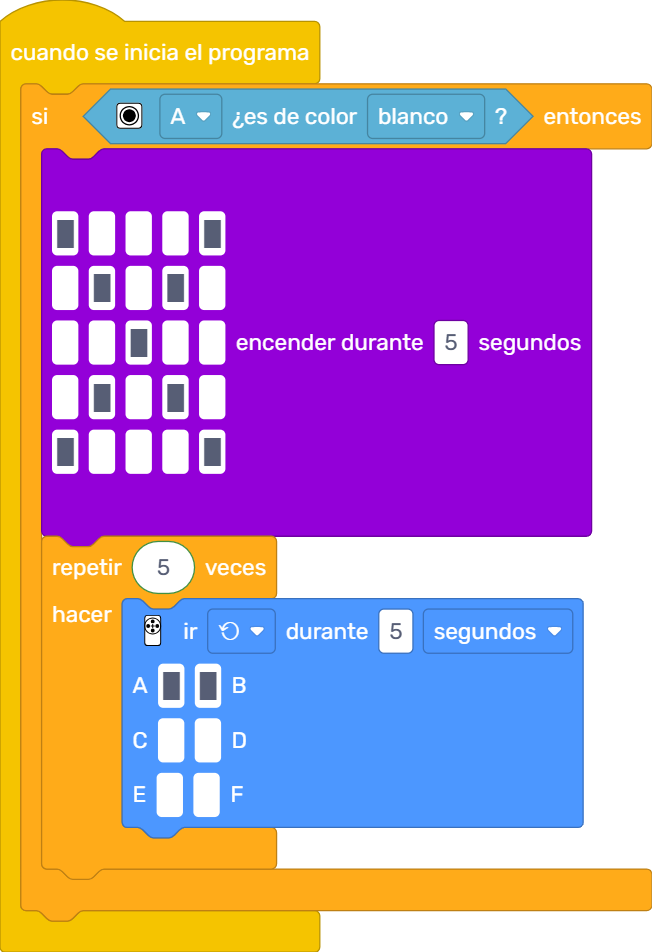 cuando se inicia el programa
si A ¿es de color blanco ? entonces
encender durante 5 segundos
repetir 5 veces
hacer
ir durante 5 segundos
A B
C D
E F